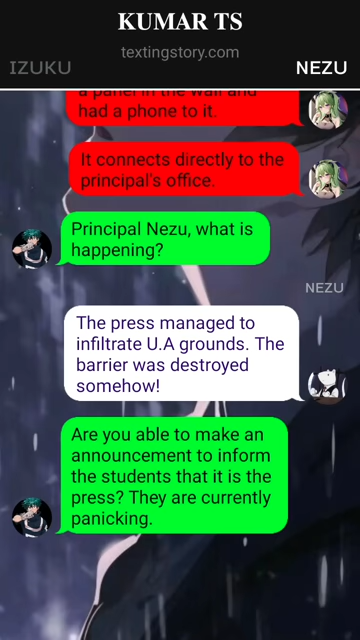 KUMAR TS
textingstory.com
IZUKU
NEZU
a panel in the wall and
had a phone to it.
It connects directly to the
principal's office.
Principal Nezu, what is
happening?
NEZU
The press managed to
infiltrate U.A grounds. The
barrier was destroyed
somehow!
Are you able to make an
announcement to inform
the students that it is the
press? They are currently
panicking.